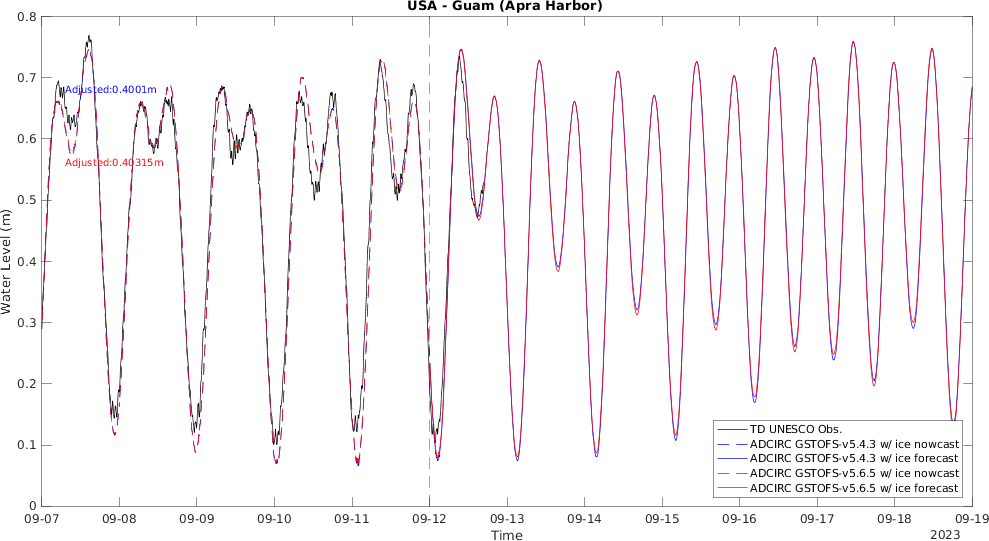 USA - Guam (Apra Harbor)
0.8
0.7
0.6
0.5
0.4
0.3
0.2
0.1
0
Water Level (m)
Adjusted:0.4001m
Adjusted:0.40315m
TD UNESCO Obs.
ADCIRC GSTOFS-v5.4.3 w/ ice nowcast
ADCIRC GSTOFS-v5.4.3 w/ ice forecast
ADCIRC GSTOFS-v5.6.5 w/ ice nowcast
ADCIRC GSTOFS-v5.6.5 w/ ice forecast
09-07 09-08 09-09 09-10 09-11 09-12 09-13 09-14 09-15 09-16 09-17 09-18 09-19
Time
2023